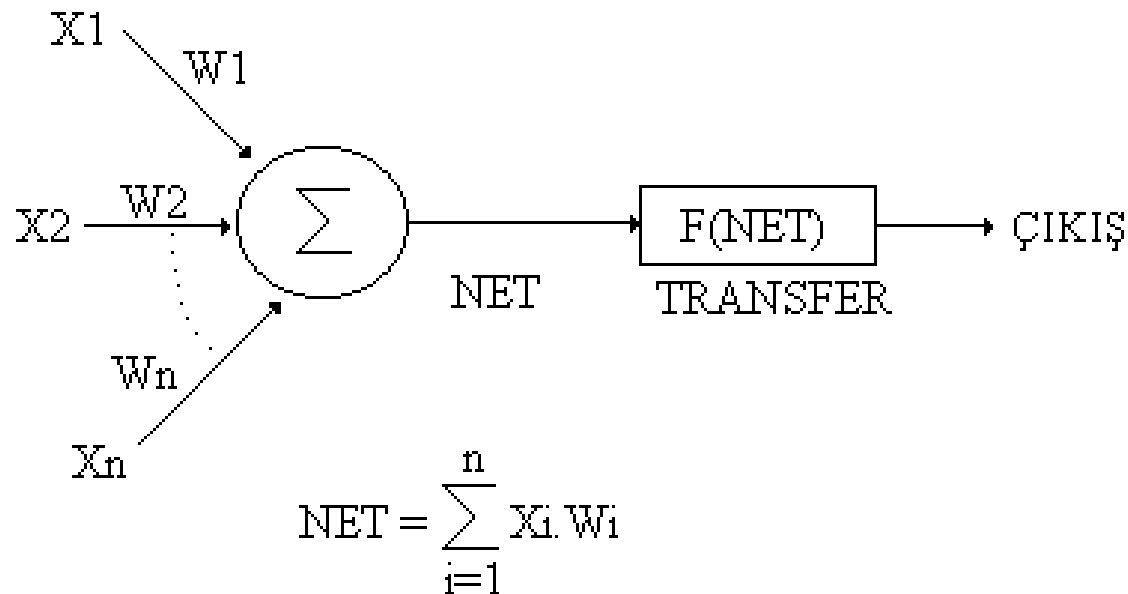 X1
W1
X2
W2
∑
F(NET)
ÇIKIŞ
NET
TRANSFER
Wn
Xn
n
NET = ∑ Xi.Wi
i=1